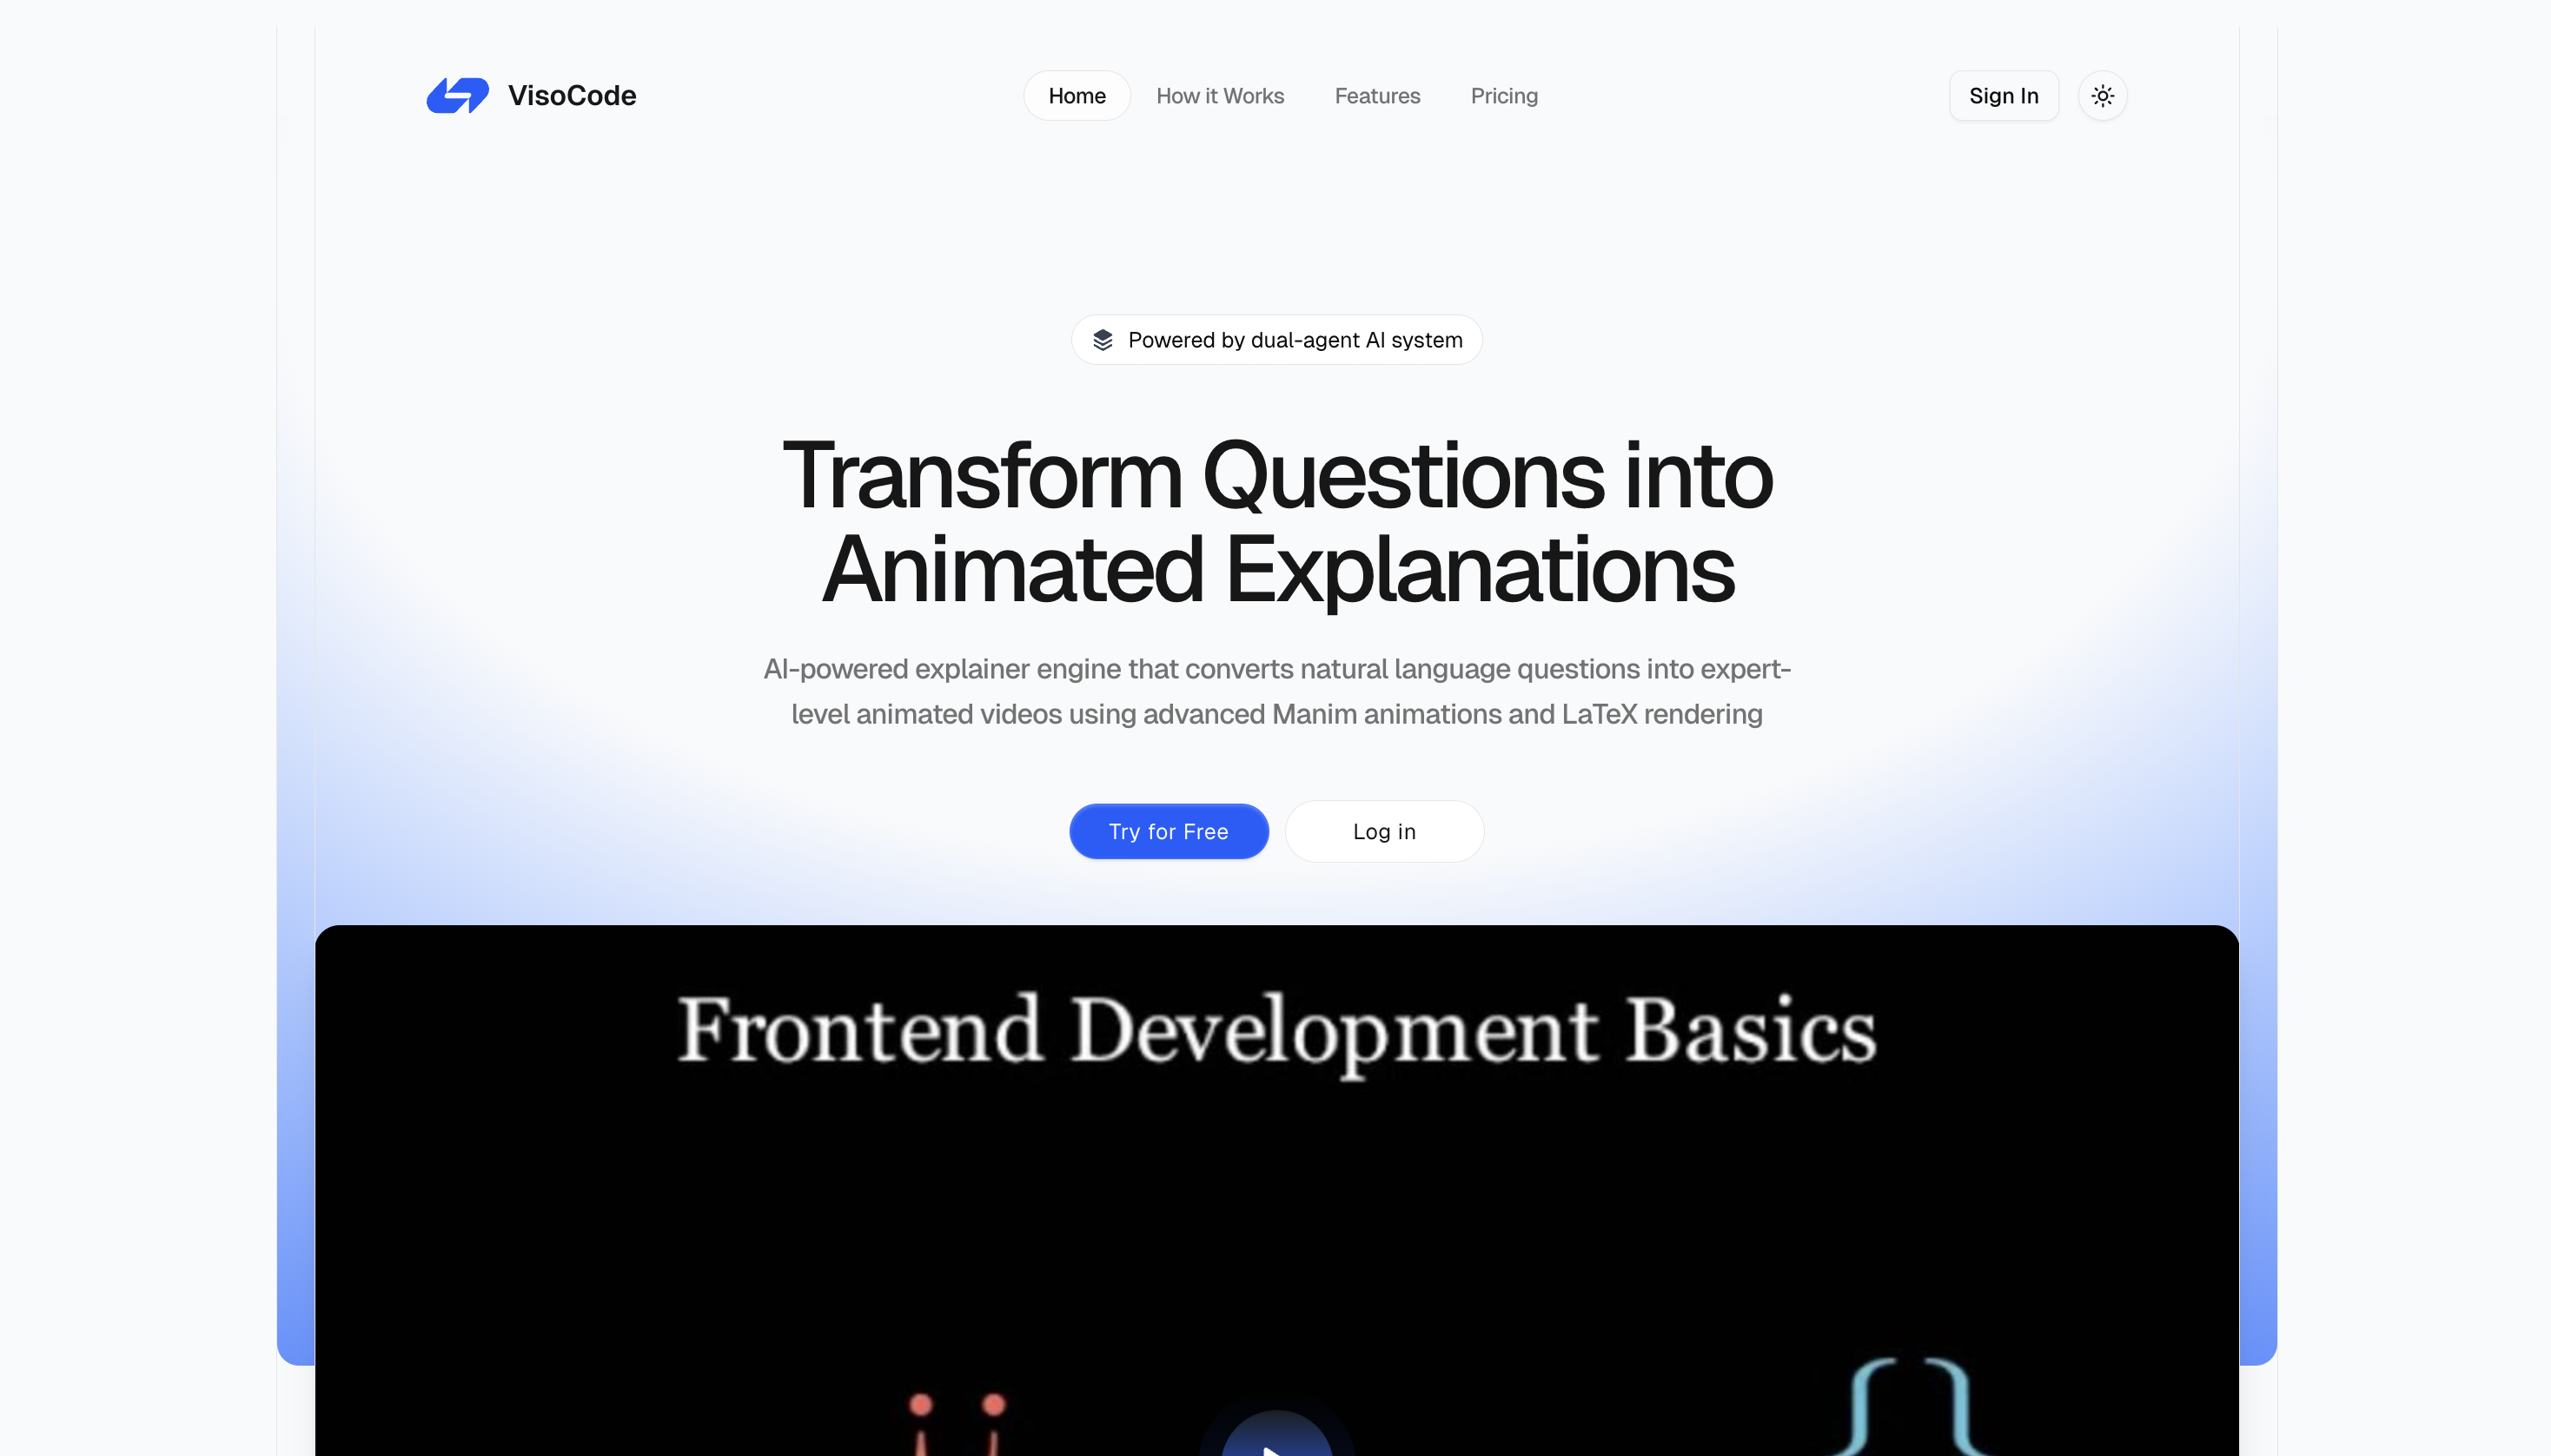 VisoCode
Home
How it Works
Features
Pricing
Sign In
Powered by dual-agent AI system
Transform Questions into
Animated Explanations
AI-powered explainer engine that converts natural language questions into expert-
level animated videos using advanced Manim animations and LaTeX rendering
Try for Free
Log in
Frontend Development Basics